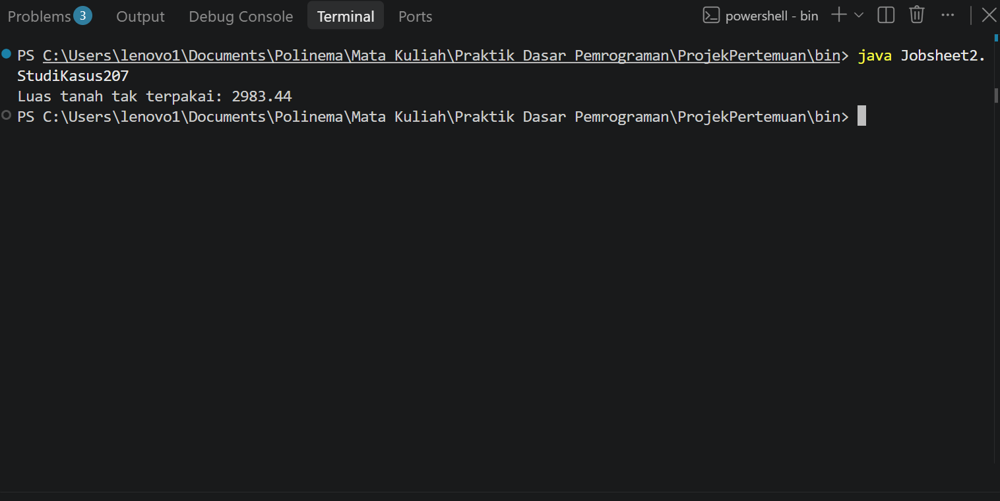 Problems 3 Output Debug Console Terminal Ports powershell - bin
PS C:\Users\lenovo1\Documents\Polinema\Mata Kuliah\Praktik Dasar Pemrograman\ProjekPertemuan\bin> java Jobsheet2.
StudiKasus207
Luas tanah tak terpakai: 2983.44
PS C:\Users\lenovo1\Documents\Polinema\Mata Kuliah\Praktik Dasar Pemrograman\ProjekPertemuan\bin>